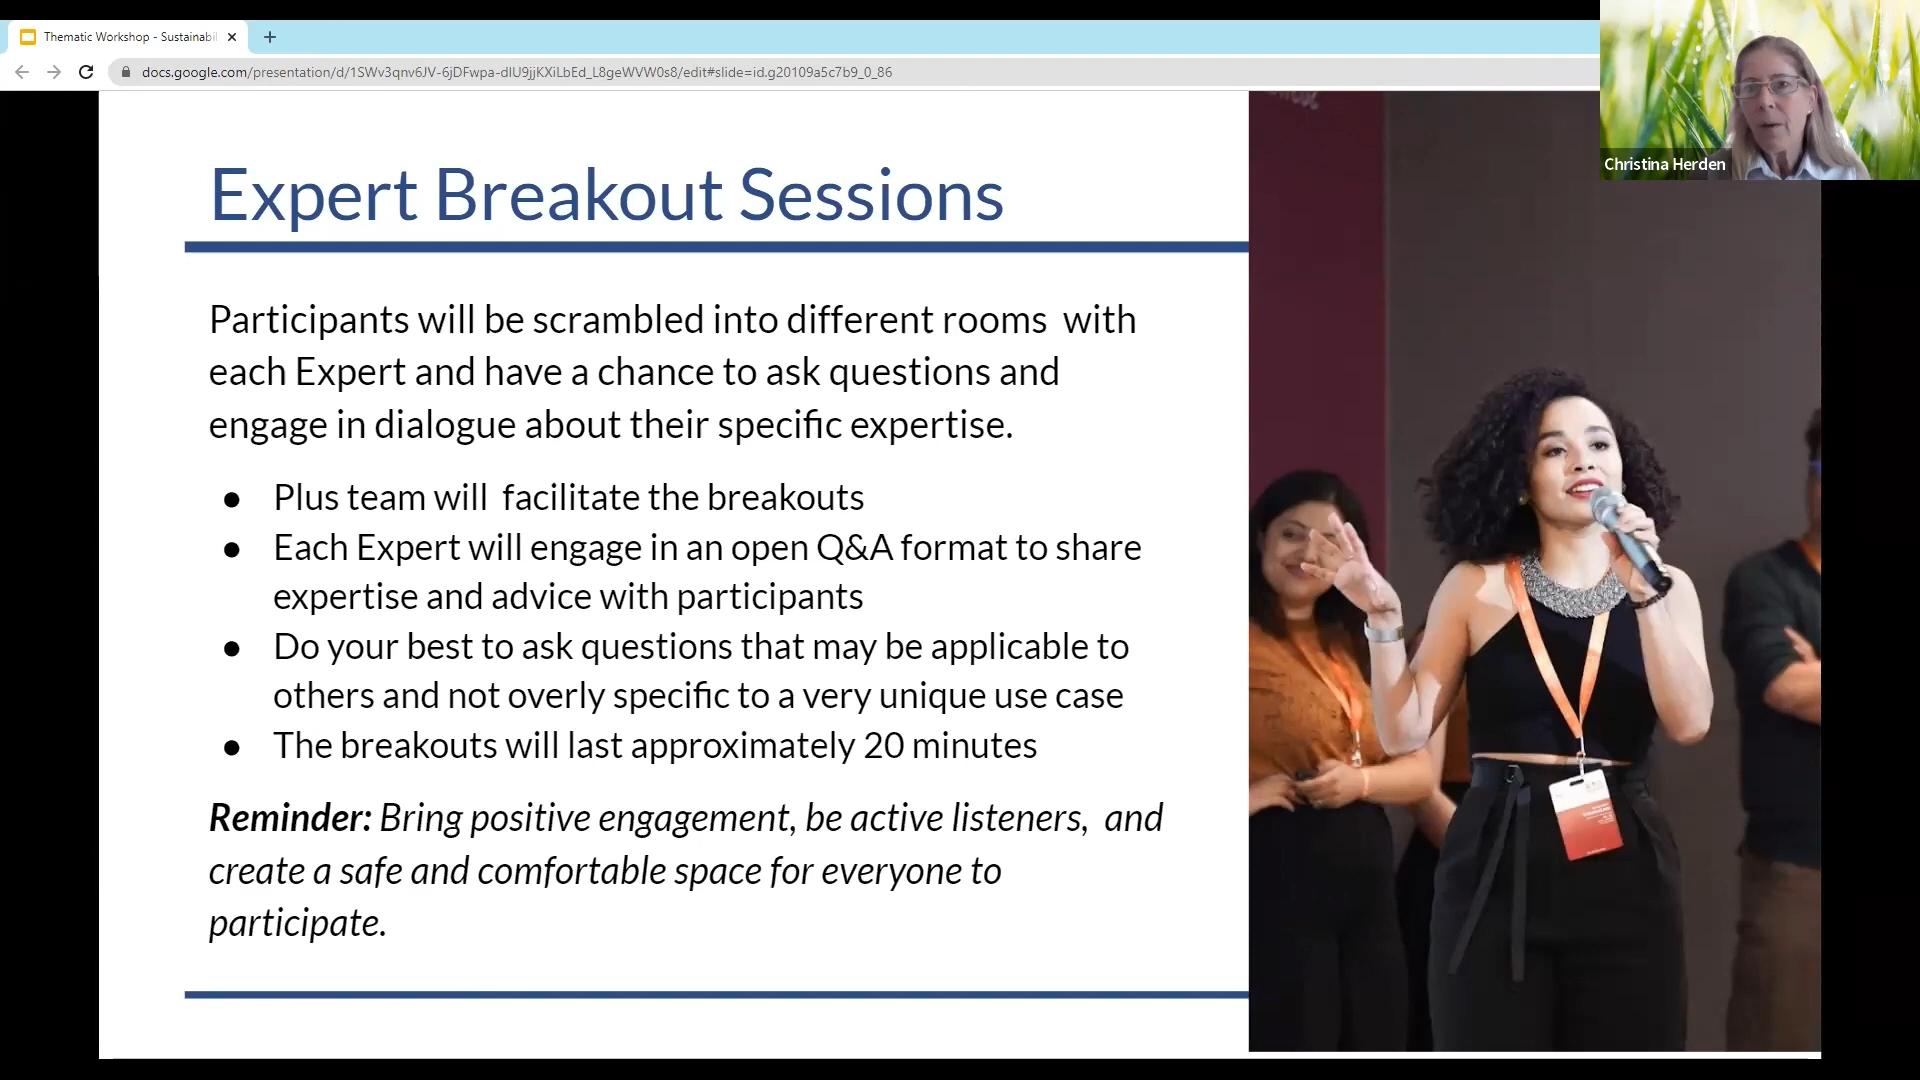 Thematic Workshop - Sustainabil
docs.google.com/presentation/d/1SWv3qnv6JV-6jDFwpa-dIU9jjKXiLbEd_L8geWVW0s8/edit#slide=id.g20109a5c7b9_0_86
Christina Herden
Expert Breakout Sessions
Participants will be scrambled into different rooms  with
each Expert and have a chance to ask questions and
engage in dialogue about their specific expertise.
● Plus team will  facilitate the breakouts
● Each Expert will engage in an open Q&A format to share
expertise and advice with participants
● Do your best to ask questions that may be applicable to
others and not overly specific to a very unique use case
● The breakouts will last approximately 20 minutes
Reminder: Bring positive engagement, be active listeners,  and
create a safe and comfortable space for everyone to
participate.